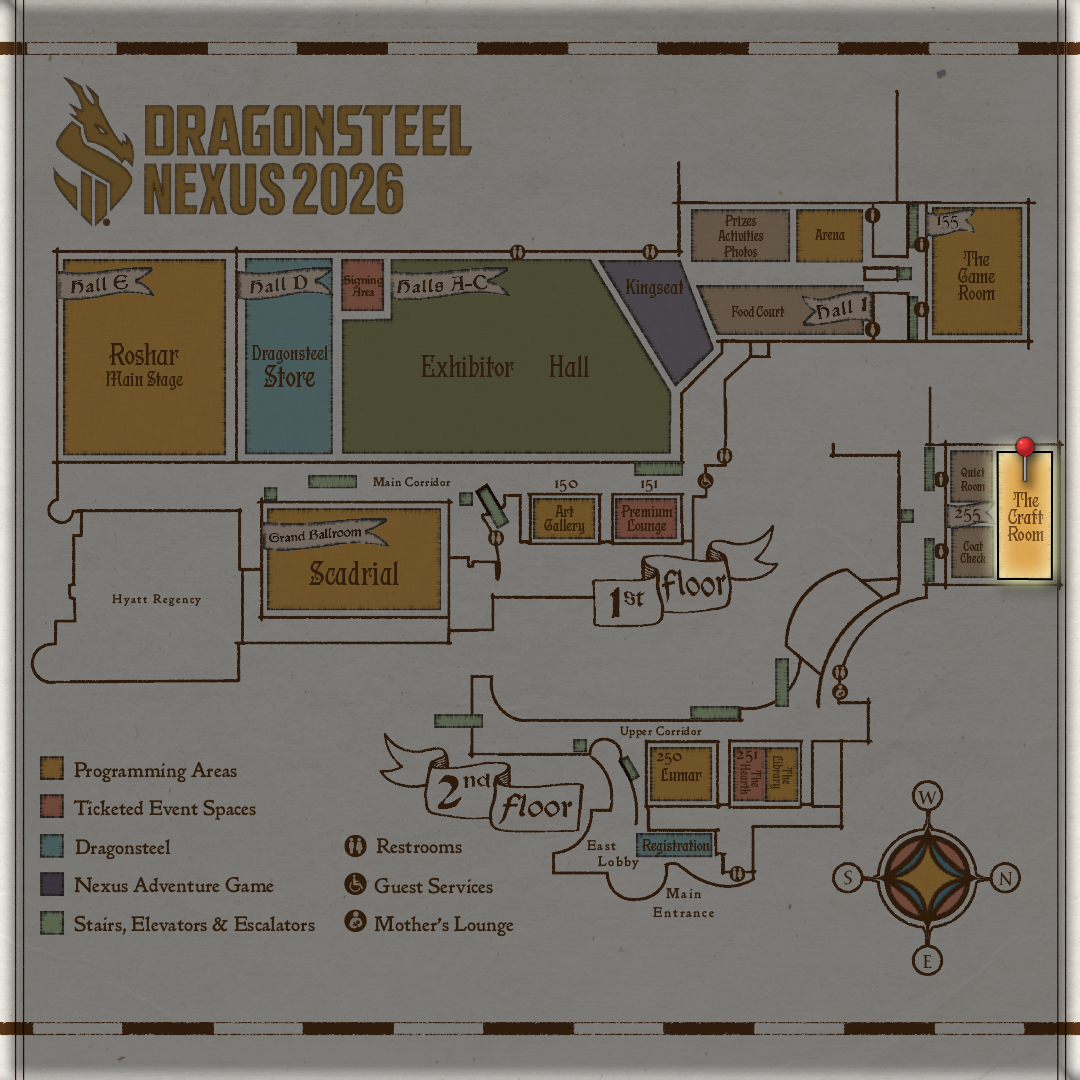 DRAGONSTEEL
NEXUS 2026
Prizes
Activities
Photos
Arena
155
The
Game
Room
Hall E
Hall D
Signing
Area
Halls A-C
Kingseat
Food Court
Hall 1
Roshar
Main Stage
Dragonsteel
Store
Exhibitor Hall
Main Corridor
150
151
Art
Gallery
Premium
Lounge
Quiet
Room
255
Coat
Check
The
Craft
Room
Grand Ballroom
Scadrial
Hyatt Regency
1st floor
Upper Corridor
250
Lumar
251
The
Hearth
The
Library
2nd floor
East
Lobby
Registration
Main
Entrance
Programming Areas
Ticketed Event Spaces
Dragonsteel
Nexus Adventure Game
Stairs, Elevators & Escalators
Restrooms
Guest Services
Mother's Lounge
W
S
N
E